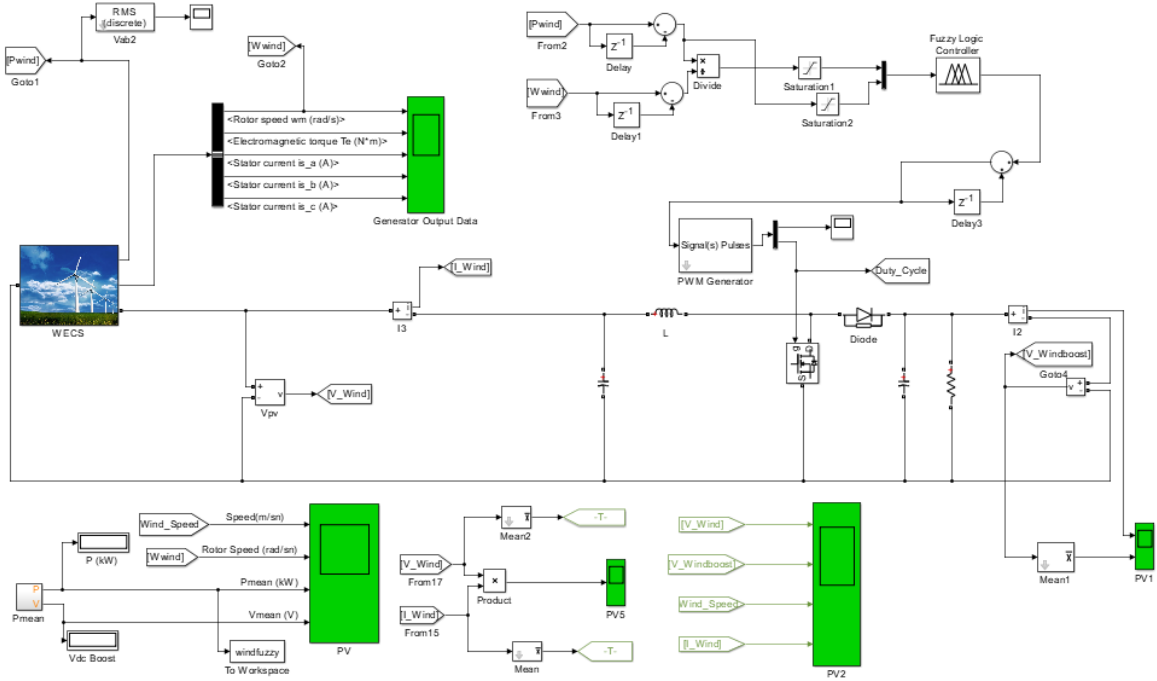 RMS
(discrete)
Vab2
[Pwind]
Goto1
[Wwind]
Goto2
<Rotor speed wm (rad/s)>
<Electromagnetic torque Te (N*m)>
<Stator current is_a (A)>
<Stator current is_b (A)>
<Stator current is_c (A)>
Generator Output Data
[Pwind]
From2
Z-1
Delay
[Wwind]
From3
Z-1
Delay1
×
÷
Divide
Saturation1
Saturation2
Fuzzy Logic
Controller
Z-1
Delay3
Signal(s) Pulses
PWM Generator
Duty_Cycle
WECS
[I_Wind]
+ i
-
I3
L
g
S
Diode
+ i
-
I2
[V_Windboost]
Goto4
v + -
+
- v
Vpv
[V_Wind]
Wind_Speed
Speed(m/sn)
[Wwind]
Rotor Speed (rad/sn)
P (kW)
P
V
Pmean
Pmean (kW)
Vmean (V)
Vdc Boost
windfuzzy
To Workspace
PV
Mean2
-T-
[V_Wind]
From17
×
Product
[I_Wind]
From15
PV5
Mean
-T-
[V_Wind]
[V_Windboost]
Wind_Speed
[I_Wind]
PV2
Mean1
PV1